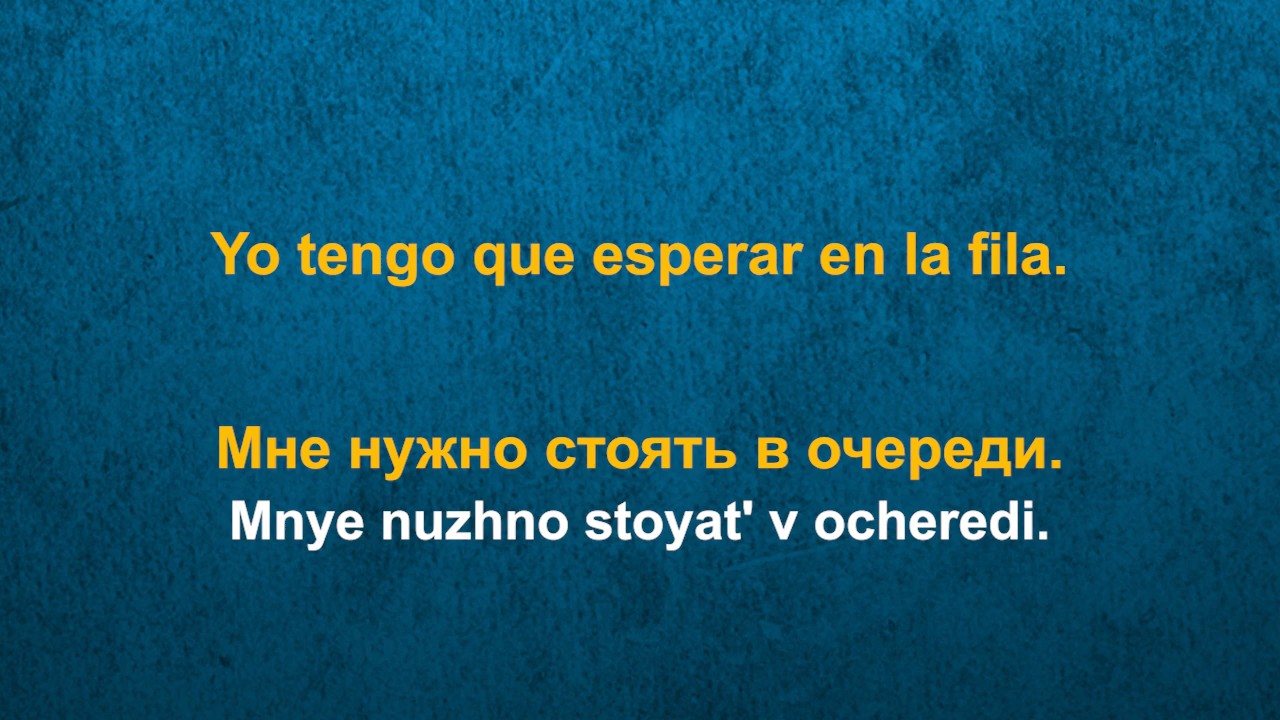 Yo tengo que esperar en la fila.
Мне нужно стоять в очереди.
Mnye nuzhno stoyat' v ocheredi.